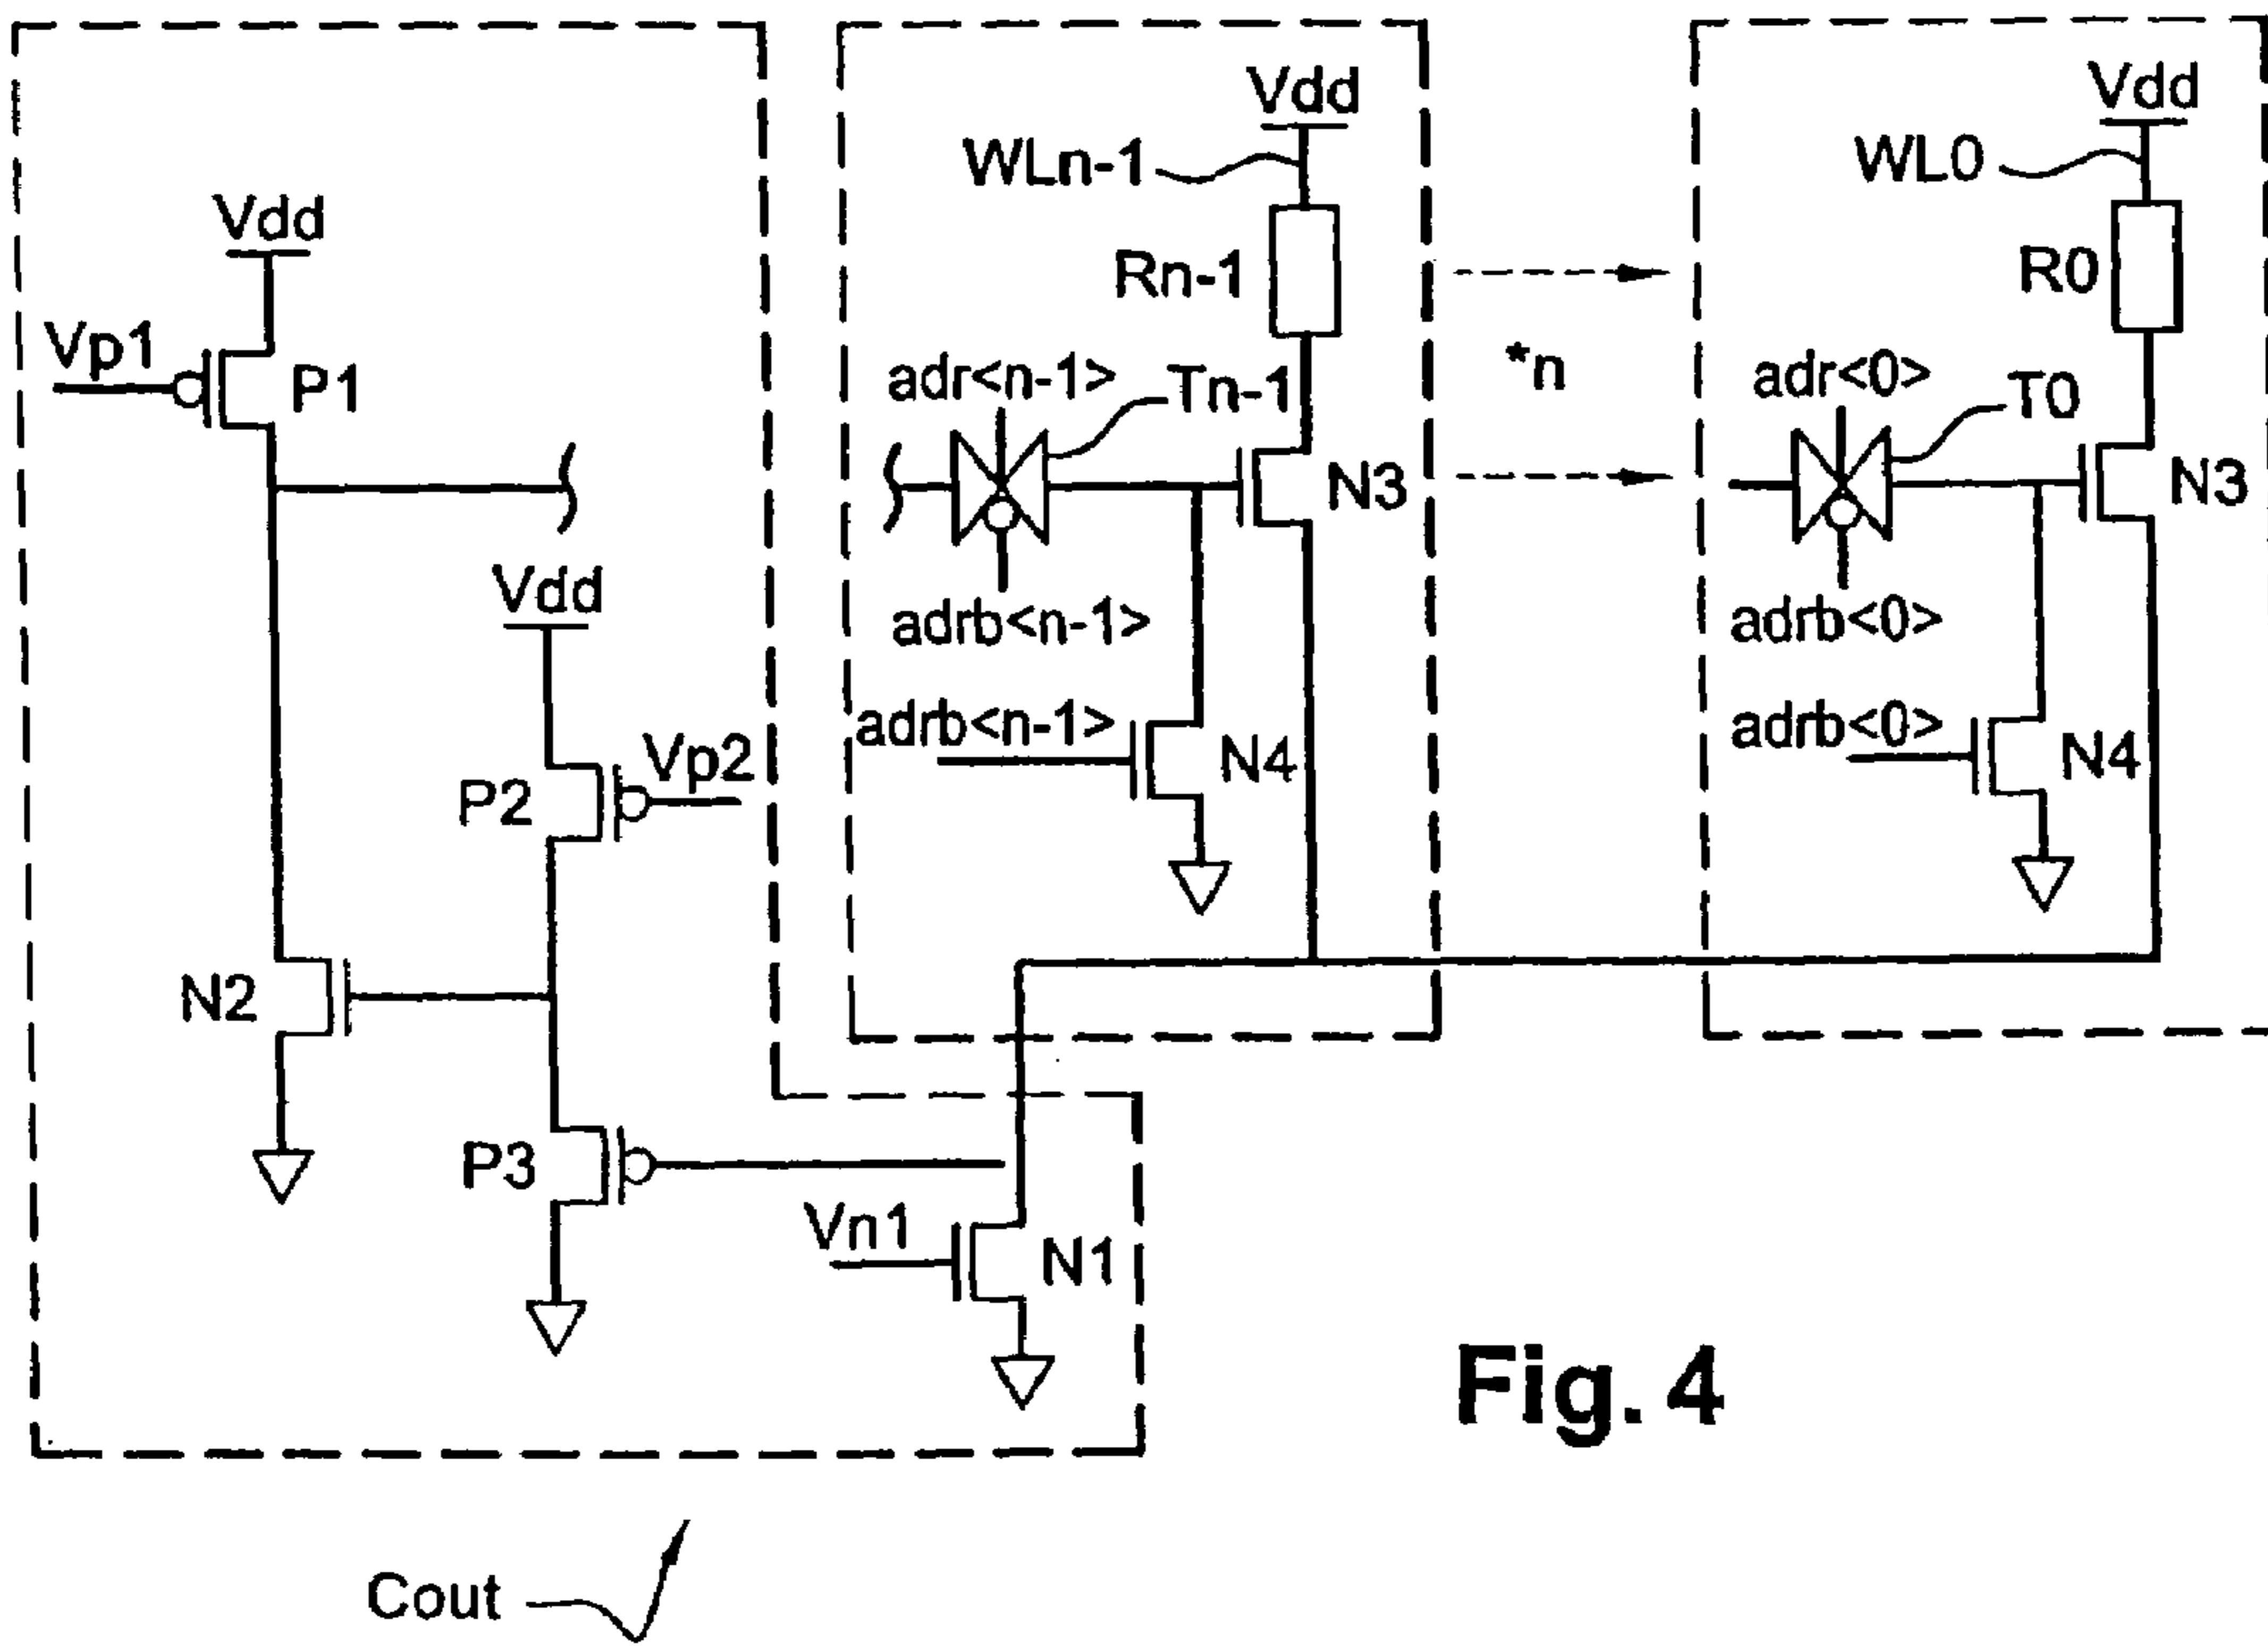 Vdd
Vp1
P1
Vdd
Vp2
P2
N2
P3
Vn1
N1
Vdd
WLn-1
Rn-1
adr<n-1>
Tn-1
N3
adrb<n-1>
adrb<n-1>
N4
*n
Vdd
WL0
R0
adr<0>
T0
N3
adrb<0>
adrb<0>
N4
Fig. 4
Cout